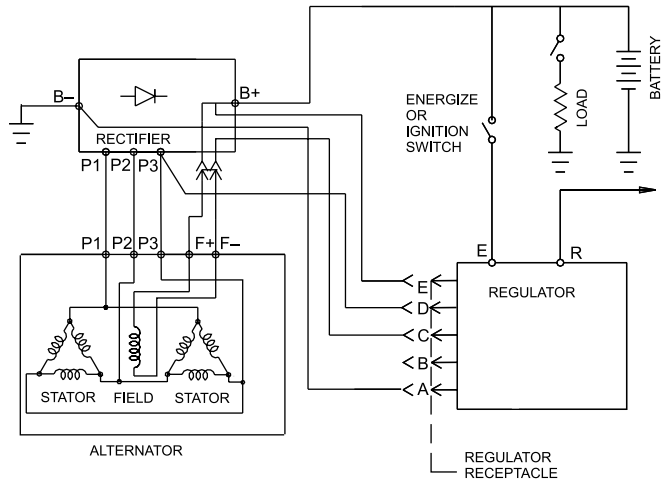 B–
B+
RECTIFIER
P1 P2 P3
ENERGIZE
OR
IGNITION
SWITCH
LOAD
BATTERY
P1 P2 P3 F+ F–
E
R
REGULATOR
E
D
C
B
A
STATOR FIELD STATOR
ALTERNATOR
REGULATOR
RECEPTACLE